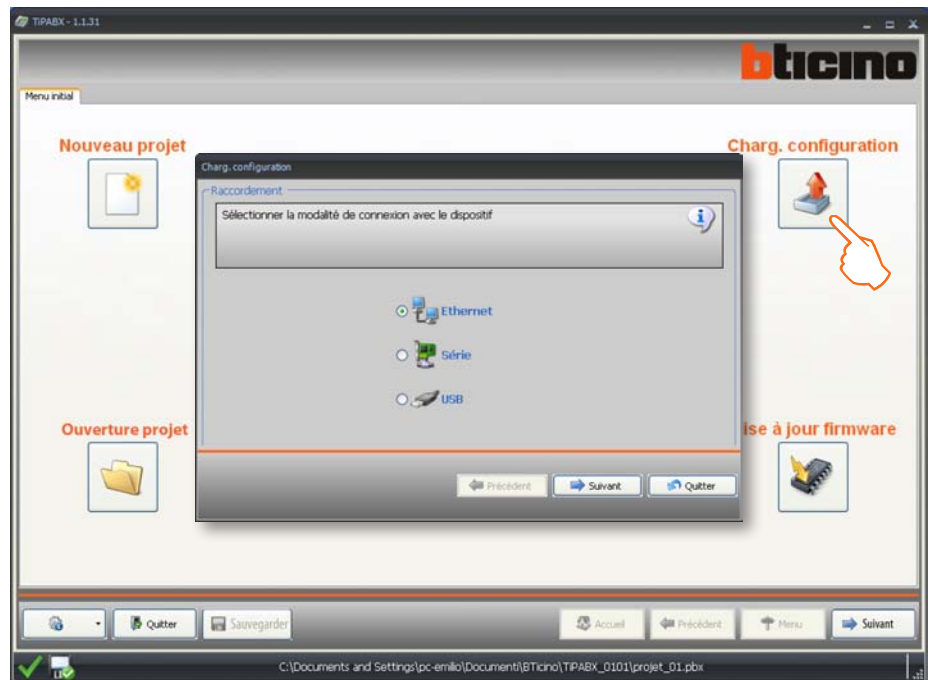 TiPABX - 1.1.31
bticino
Menu initial
Nouveau projet
Charg. configuration
Charg. configuration
Raccordement
Sélectionner la modalité de connexion avec le dispositif
Ethernet
Série
USB
Ouverture projet
ise à jour firmware
Précédent
Suivant
Quitter
Quitter
Sauvegarder
Accueil
Précédent
Menu
Suivant
C:\Documents and Settings\pc-emilio\Documenti\BTicino\TiPABX_0101\projet_01.pbx